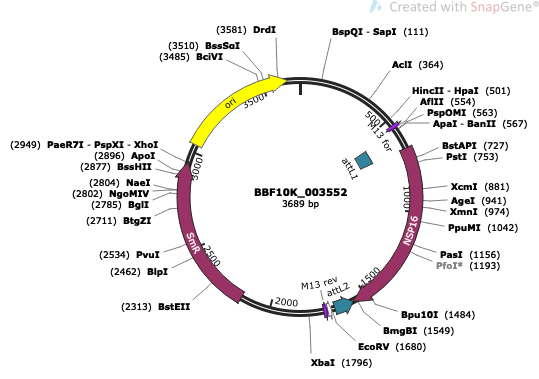 Created with SnapGene®
(3581) DrdI
(3510) BssSαI
(3485) BciVI
BspQI - SapI (111)
AclI (364)
HincII - HpaI (501)
AflII (554)
PspOMI (563)
ApaI - BanII (567)
BstAPI (727)
PstI (753)
XcmI (881)
AgeI (941)
XmnI (974)
PpuMI (1042)
PasI (1156)
PfoI* (1193)
Bpu10I (1484)
BmgBI (1549)
EcoRV (1680)
XbaI (1796)
(2949) PaeR7I - PspXI - XhoI
(2896) ApoI
(2877) BssHII
(2804) NaeI
(2802) NgoMIV
(2785) BglI
(2711) BtgZI
(2534) PvuI
(2462) BlpI
(2313) BstEII
BBF10K_003552
3689 bp
ori
SmR
NSP16
M13 for
attL1
M13 rev
attL2
500
1000
1500
2000
2500
3000
3500